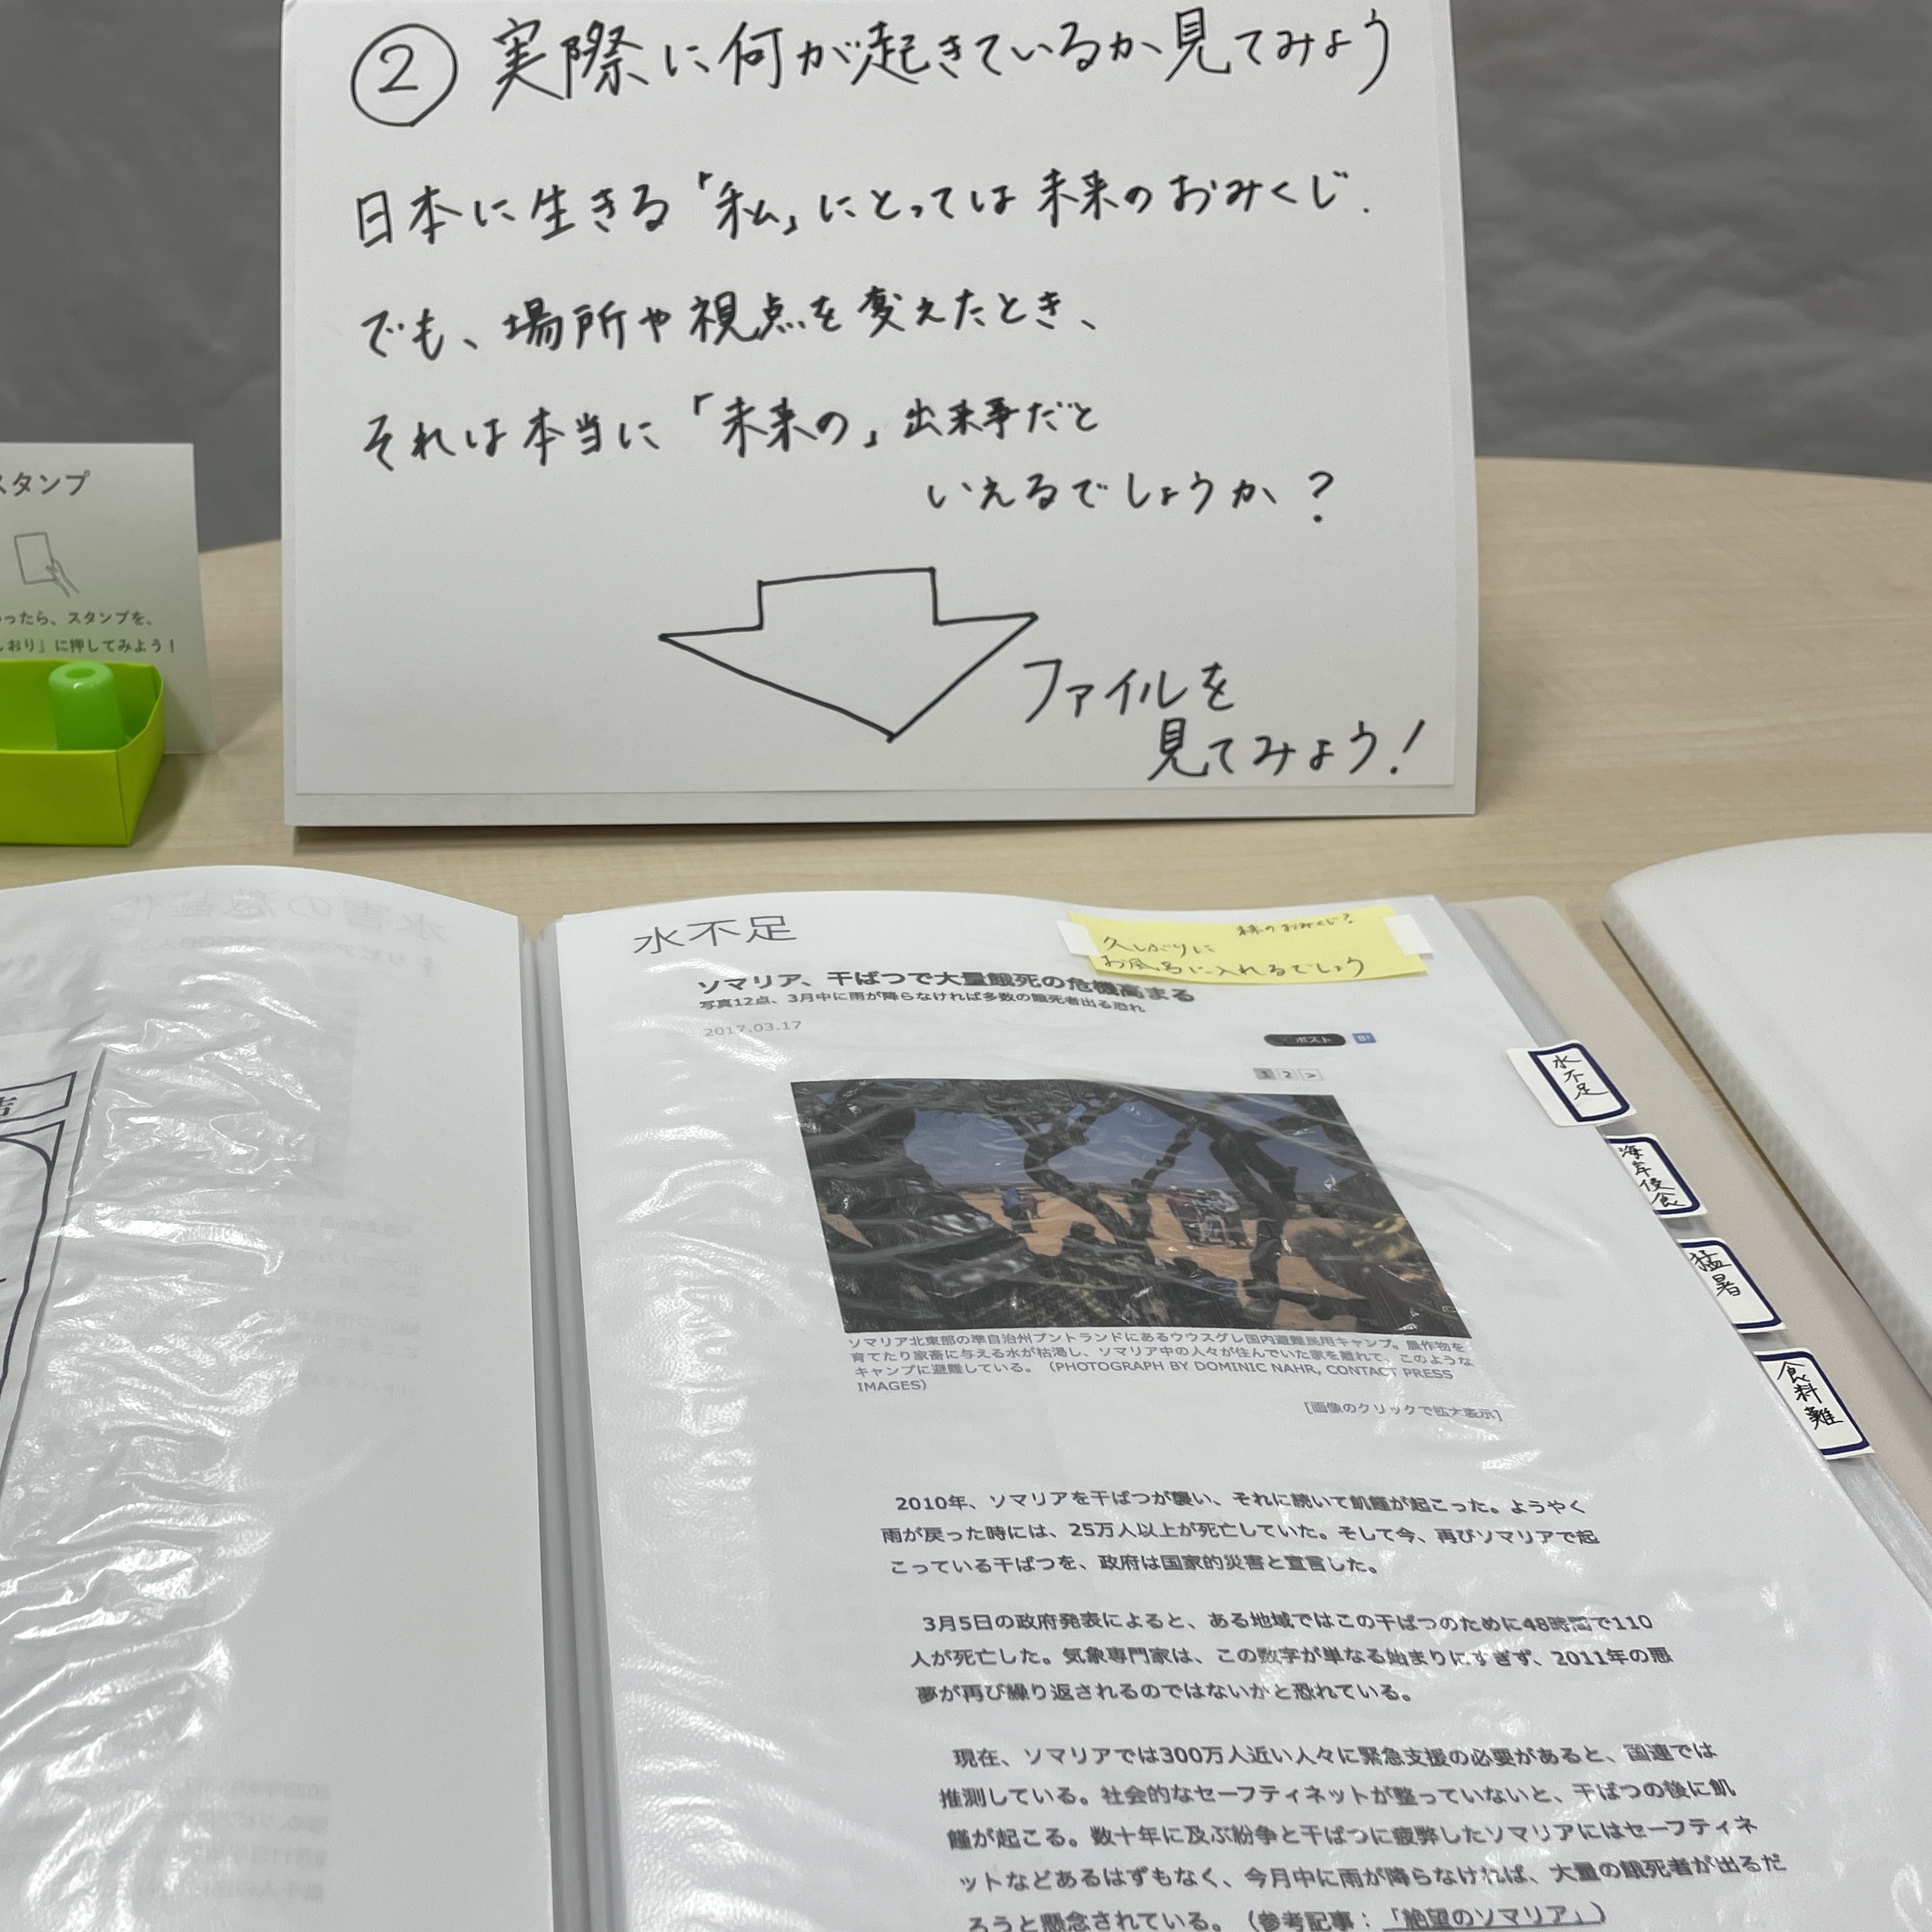 ② 実際に何が起きているか見てみよう
日本に生きる「私」にとっては未来のおみくじ.
でも、場所や視点を変えたとき、
それは本当に「未来の」出来事だと
いえるでしょうか?
ファイルを
見てみよう!
スタンプ
ったら、スタンプを、
しおり」に押してみよう!
水不足
未来のおみくじ?
久しぶりに
お風呂に入れるでしょう
ソマリア、干ばつで大量餓死の危機高まる
写真12点、3月中に雨が降らなければ多数の餓死者出る恐れ
2017.03.17
ポスト
B!
1 2 >
水不足
海岸侵食
猛暑
食料難
ソマリア北東部の準自治州プントランドにあるウウスグレ国内避難民用キャンプ。農作物を
育てたり家畜に与える水が枯渇し、ソマリア中の人々が住んでいた家を離れて、このような
キャンプに避難している。(PHOTOGRAPH BY DOMINIC NAHR, CONTACT PRESS
IMAGES)
[画像のクリックで拡大表示]
2010年、ソマリアを干ばつが襲い、それに続いて飢饉が起こった。ようやく
雨が戻った時には、25万人以上が死亡していた。そして今、再びソマリアで起
こっている干ばつを、政府は国家的災害と宣言した。
3月5日の政府発表によると、ある地域ではこの干ばつのために48時間で110
人が死亡した。気象専門家は、この数字が単なる始まりにすぎず、2011年の悪
夢が再び繰り返されるのではないかと恐れている。
現在、ソマリアでは300万人近い人々に緊急支援の必要があると、国連では
推測している。社会的なセーフティネットが整っていないと、干ばつの後に飢
饉が起こる。数十年に及ぶ紛争と干ばつに疲弊したソマリアにはセーフティネ
ットなどあるはずもなく、今月中に雨が降らなければ、大量の餓死者が出るだ
ろうと懸念されている。(参考記事:「絶望のソマリア」)